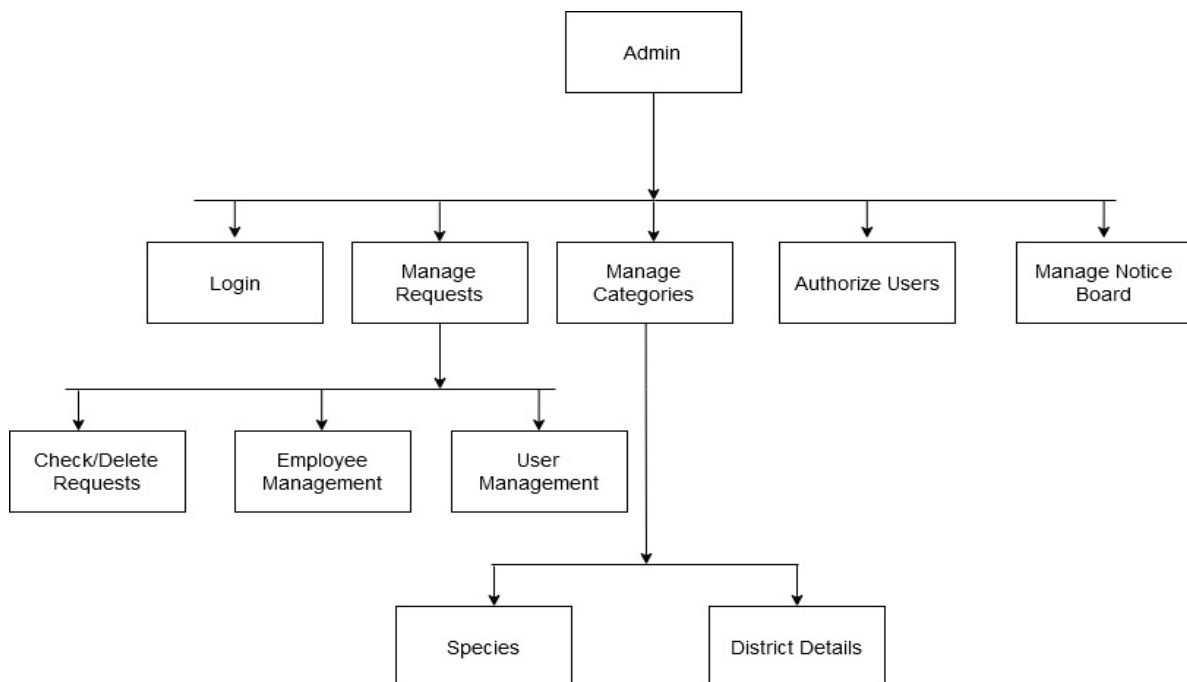 Admin
Login
Manage
Requests
Manage
Categories
Authorize Users
Manage Notice
Board
Check/Delete
Requests
Employee
Management
User
Management
Species
District Details